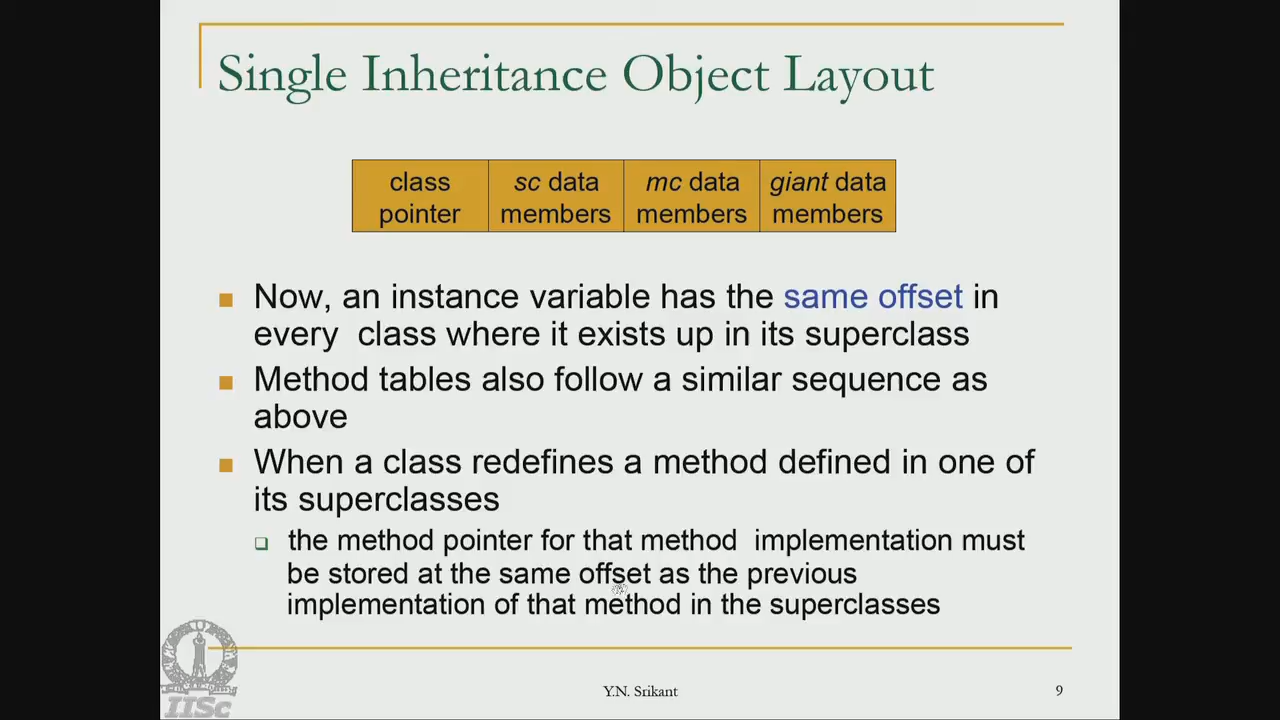 Single Inheritance Object Layout
class pointer
sc data members
mc data members
giant data members
Now, an instance variable has the same offset in
every class where it exists up in its superclass
Method tables also follow a similar sequence as
above
When a class redefines a method defined in one of
its superclasses
the method pointer for that method implementation must
be stored at the same offset as the previous
implementation of that method in the superclasses
IISc
Y.N. Srikant
9